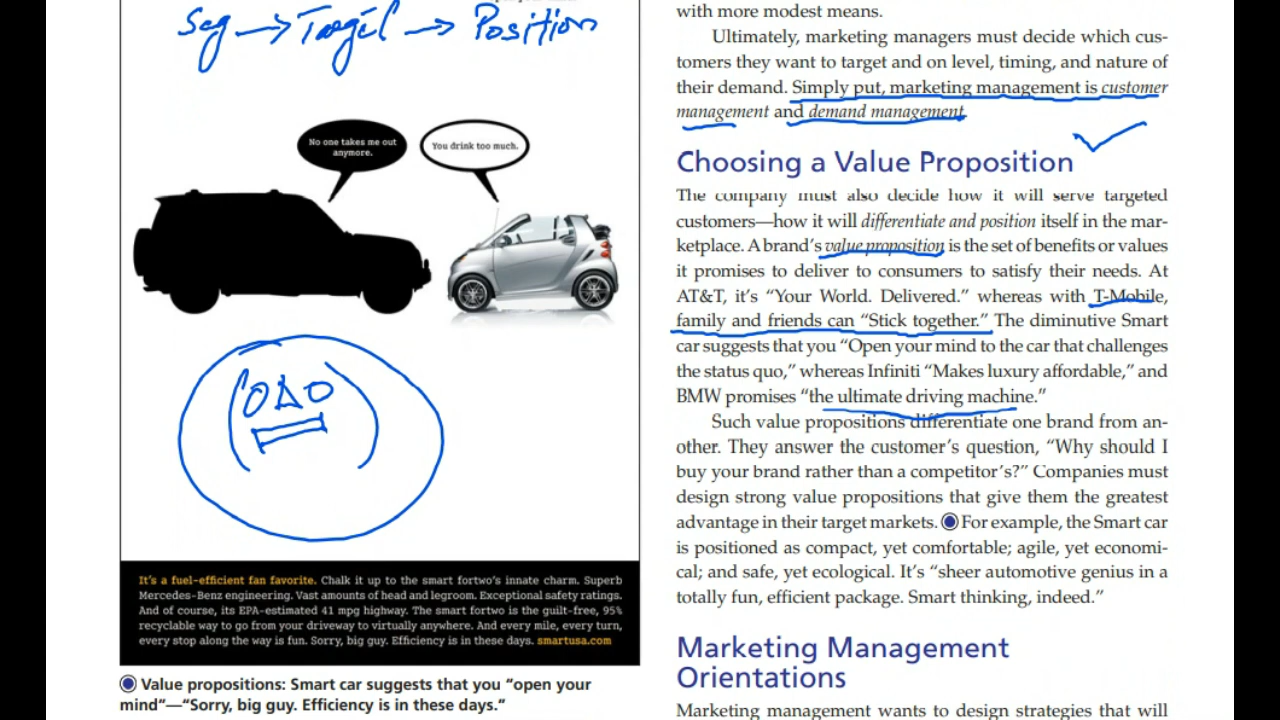 Seg → Target → Position
No one takes me out
anymore.
You drink too much.
It's a fuel-efficient fan favorite. Chalk it up to the smart fortwo's innate charm. Superb
Mercedes-Benz engineering. Vast amounts of head and legroom. Exceptional safety ratings.
And of course, its EPA-estimated 41 mpg highway. The smart fortwo is the guilt-free, 95%
recyclable way to go from your driveway to virtually anywhere. And every mile, every turn,
every stop along the way is fun. Sorry, big guy. Efficiency is in these days. smartusa.com
Value propositions: Smart car suggests that you “open your
mind”—“Sorry, big guy. Efficiency is in these days.”
with more modest means.
Ultimately, marketing managers must decide which cus-
tomers they want to target and on level, timing, and nature of
their demand. Simply put, marketing management is customer
management and demand management.
Choosing a Value Proposition
The company must also decide how it will serve targeted
customers—how it will differentiate and position itself in the mar-
ketplace. A brand's value proposition is the set of benefits or values
it promises to deliver to consumers to satisfy their needs. At
AT&T, it's “Your World. Delivered.” whereas with T-Mobile,
family and friends can “Stick together.” The diminutive Smart
car suggests that you “Open your mind to the car that challenges
the status quo,” whereas Infiniti “Makes luxury affordable,” and
BMW promises “the ultimate driving machine.”
Such value propositions differentiate one brand from an-
other. They answer the customer's question, “Why should I
buy your brand rather than a competitor's?” Companies must
design strong value propositions that give them the greatest
advantage in their target markets. For example, the Smart car
is positioned as compact, yet comfortable; agile, yet economi-
cal; and safe, yet ecological. It's “sheer automotive genius in a
totally fun, efficient package. Smart thinking, indeed.”
Marketing Management
Orientations
Marketing management wants to design strategies that will